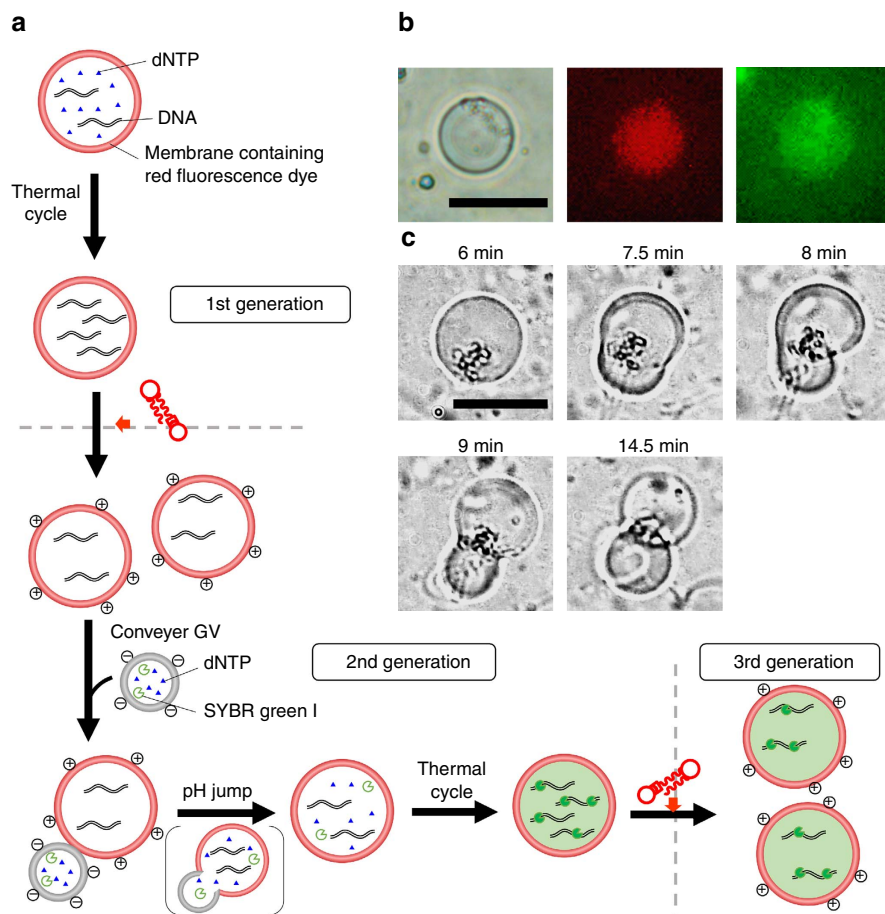 a
dNTP
DNA
Membrane containing
red fluorescence dye
Thermal
cycle
1st generation
Conveyer GV
dNTP
SYBR green I
2nd generation
pH jump
Thermal
cycle
3rd generation
b
c
6 min
7.5 min
8 min
9 min
14.5 min